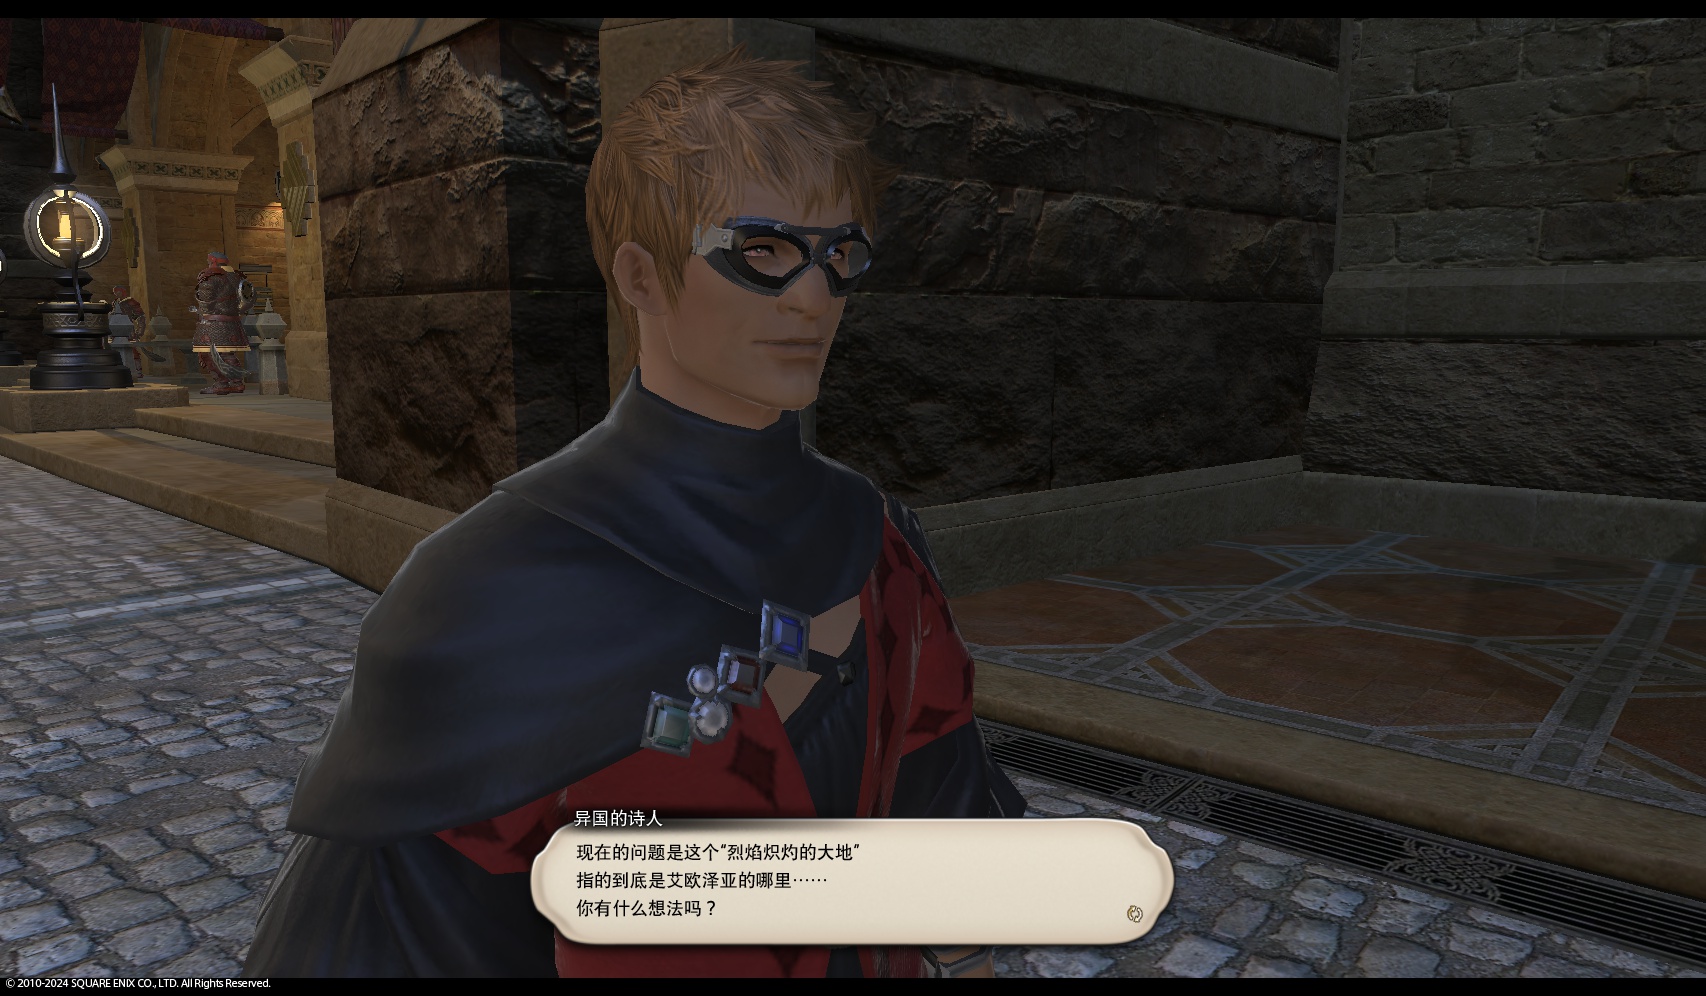 异国的诗人
现在的问题是这个“烈焰炽灼的大地”
指的到底是艾欧泽亚的哪里……
你有什么想法吗？
© 2010-2024 SQUARE ENIX CO., LTD. All Rights Reserved.